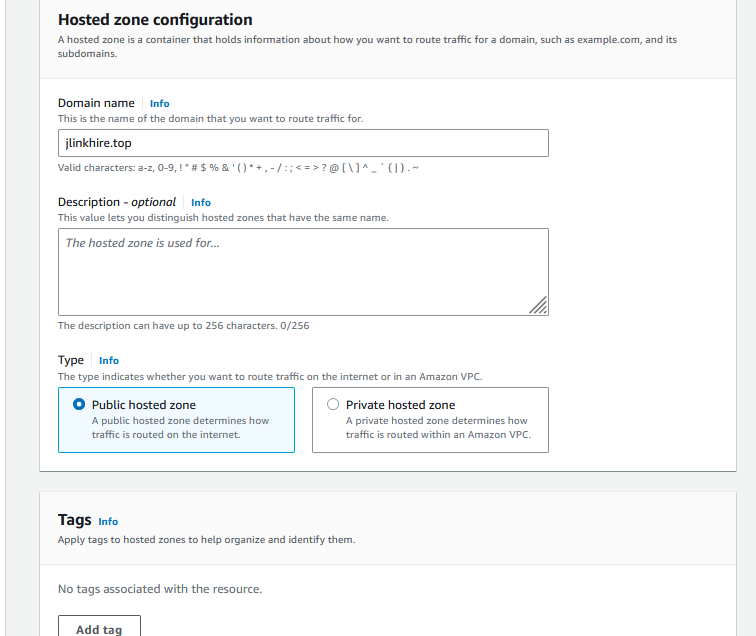 Hosted zone configuration
A hosted zone is a container that holds information about how you want to route traffic for a domain, such as example.com, and its
subdomains.
Domain name Info
This is the name of the domain that you want to route traffic for.
jlinkhire.top
Valid characters: a-z, 0-9, ! " # $ % & ' ( ) * + , - / : ; < = > ? @ [ \ ] ^ _ ` { | } . ~
Description - optional Info
This value lets you distinguish hosted zones that have the same name.
The hosted zone is used for...
The description can have up to 256 characters. 0/256
Type Info
The type indicates whether you want to route traffic on the internet or in an Amazon VPC.
Public hosted zone
A public hosted zone determines how
traffic is routed on the internet.
Private hosted zone
A private hosted zone determines how
traffic is routed within an Amazon VPC.
Tags Info
Apply tags to hosted zones to help organize and identify them.
No tags associated with the resource.
Add tag